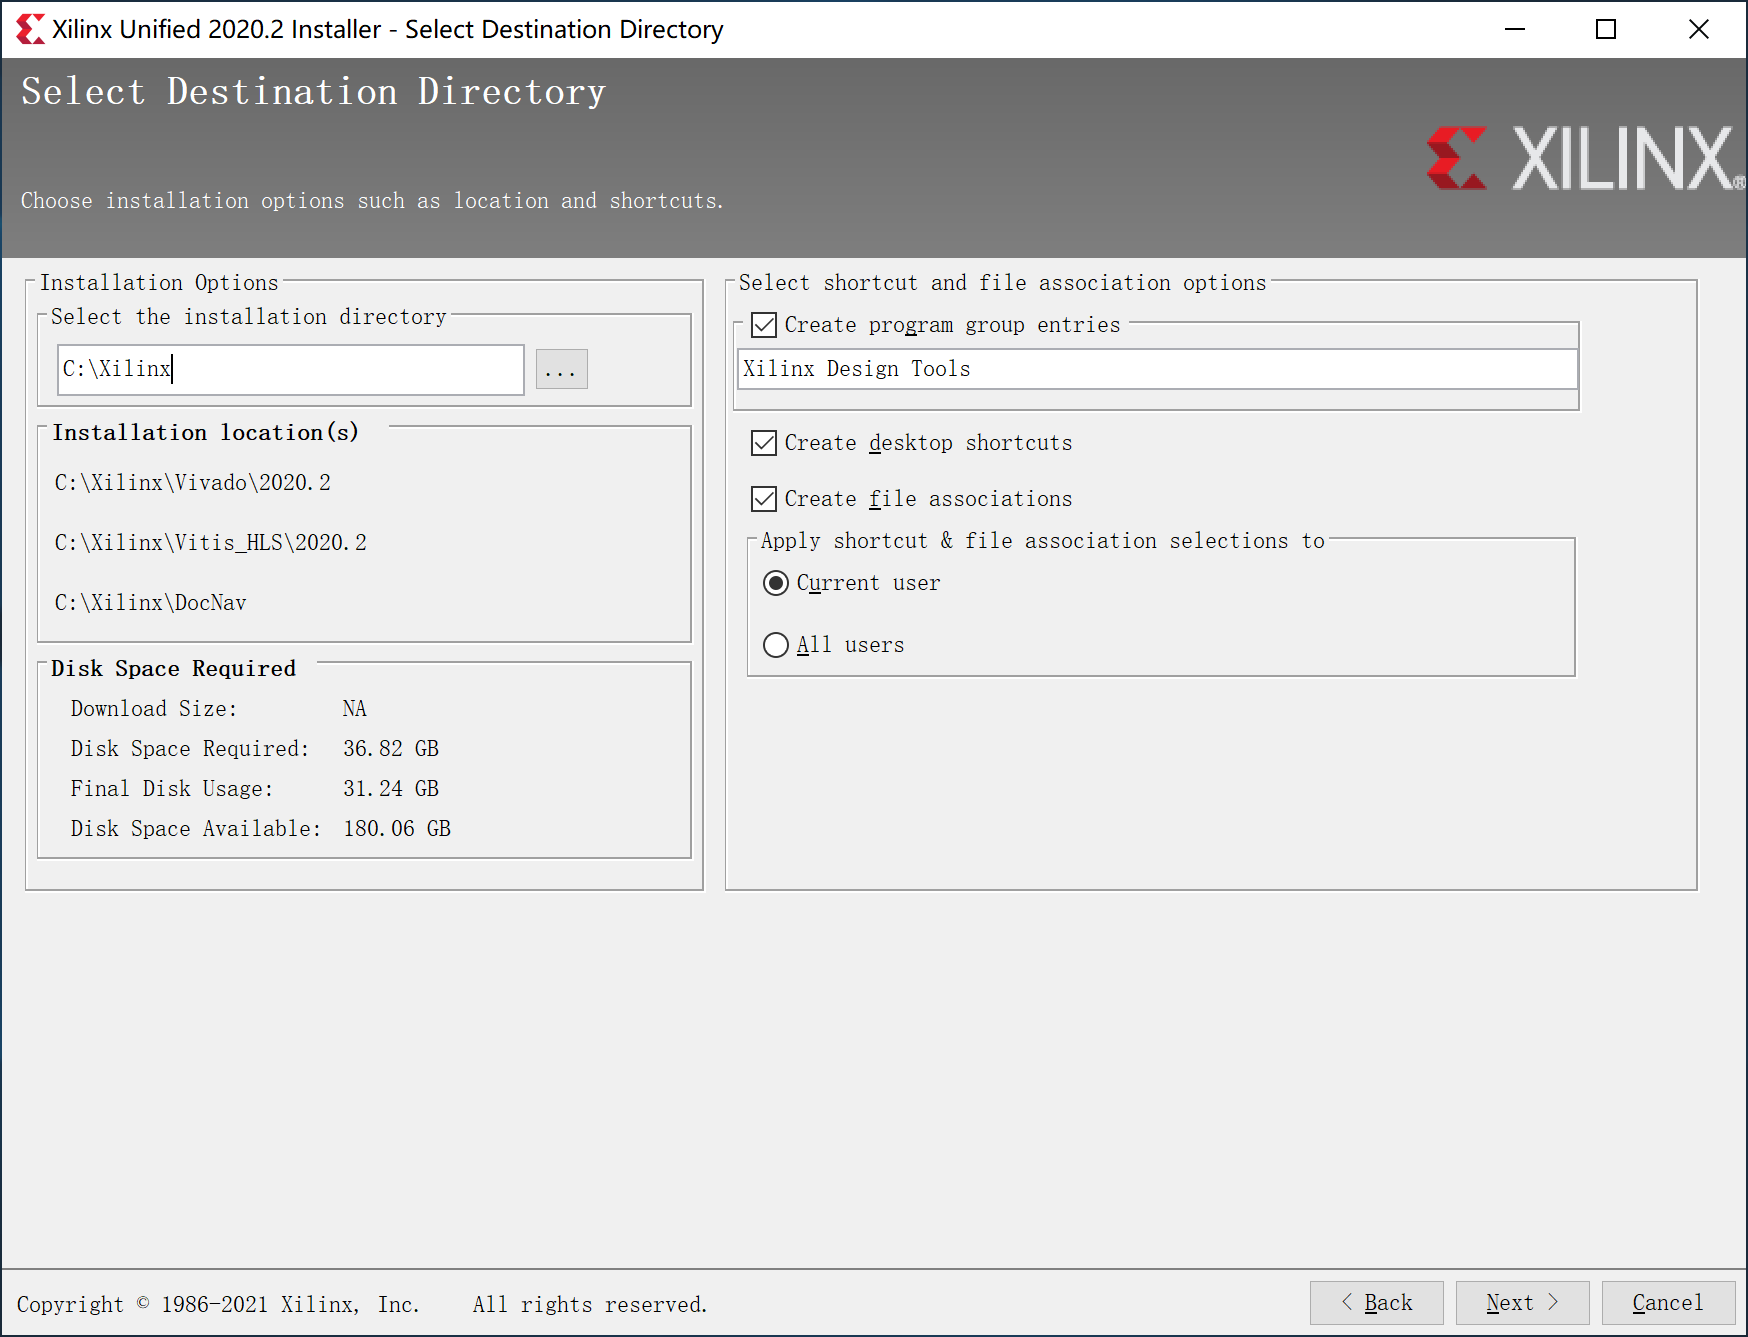 Xilinx Unified 2020.2 Installer - Select Destination Directory
Select Destination Directory
XILINX®
Choose installation options such as location and shortcuts.
Installation Options
Select the installation directory
C:\Xilinx
...
Installation location(s)
C:\Xilinx\Vivado\2020.2
C:\Xilinx\Vitis_HLS\2020.2
C:\Xilinx\DocNav
Disk Space Required
Download Size: NA
Disk Space Required: 36.82 GB
Final Disk Usage: 31.24 GB
Disk Space Available: 180.06 GB
Select shortcut and file association options
Create program group entries
Xilinx Design Tools
Create desktop shortcuts
Create file associations
Apply shortcut & file association selections to
Current user
All users
Copyright © 1986-2021 Xilinx, Inc. All rights reserved.
< Back
Next >
Cancel